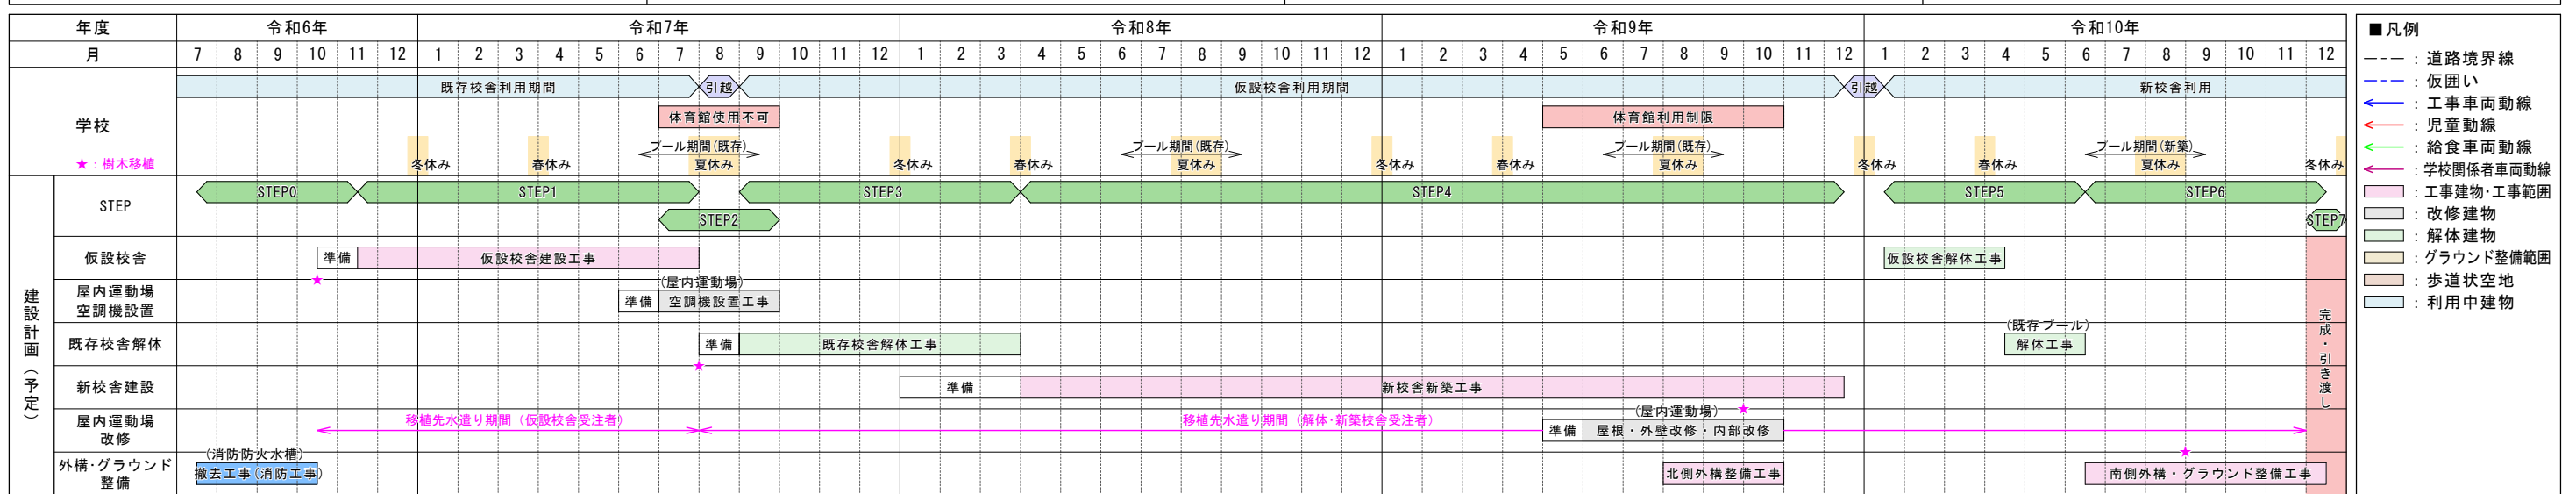 年度 令和6年 令和7年 令和8年 令和9年 令和10年
月 7 8 9 10 11 12 1 2 3 4 5 6 7 8 9 10 11 12 1 2 3 4 5 6 7 8 9 10 11 12 1 2 3 4 5 6 7 8 9 10 11 12 1 2 3 4 5 6 7 8 9 10 11 12
学校
★：樹木移植
既存校舎利用期間 引越 仮設校舎利用期間 引越 新校舎利用
体育館使用不可 体育館利用制限
プール期間(既存) プール期間(既存) プール期間(既存) プール期間(新築)
冬休み 春休み 夏休み 冬休み 春休み 夏休み 冬休み 春休み 夏休み 冬休み 春休み 夏休み 冬休み
建設計画（予定）
STEP
STEP0 STEP1 STEP3 STEP4 STEP5 STEP6
STEP2 STEP7
仮設校舎 準備 仮設校舎建設工事 仮設校舎解体工事
★
屋内運動場
空調機設置
(屋内運動場)
準備 空調機設置工事
既存校舎解体 準備 既存校舎解体工事
(既存プール)
解体工事
★
新校舎建設 準備 新校舎新築工事
屋内運動場
改修
移植先水遣り期間（仮設校舎受注者） 移植先水遣り期間（解体･新築校舎受注者）
(屋内運動場) ★
準備 屋根・外壁改修・内部改修
外構･グラウンド
整備
(消防防火水槽)
撤去工事(消防工事) 北側外構整備工事 南側外構・グラウンド整備工事
★
完成・引き渡し
■凡例
：道路境界線
：仮囲い
：工事車両動線
：児童動線
：給食車両動線
：学校関係者車両動線
：工事建物･工事範囲
：改修建物
：解体建物
：グラウンド整備範囲
：歩道状空地
：利用中建物